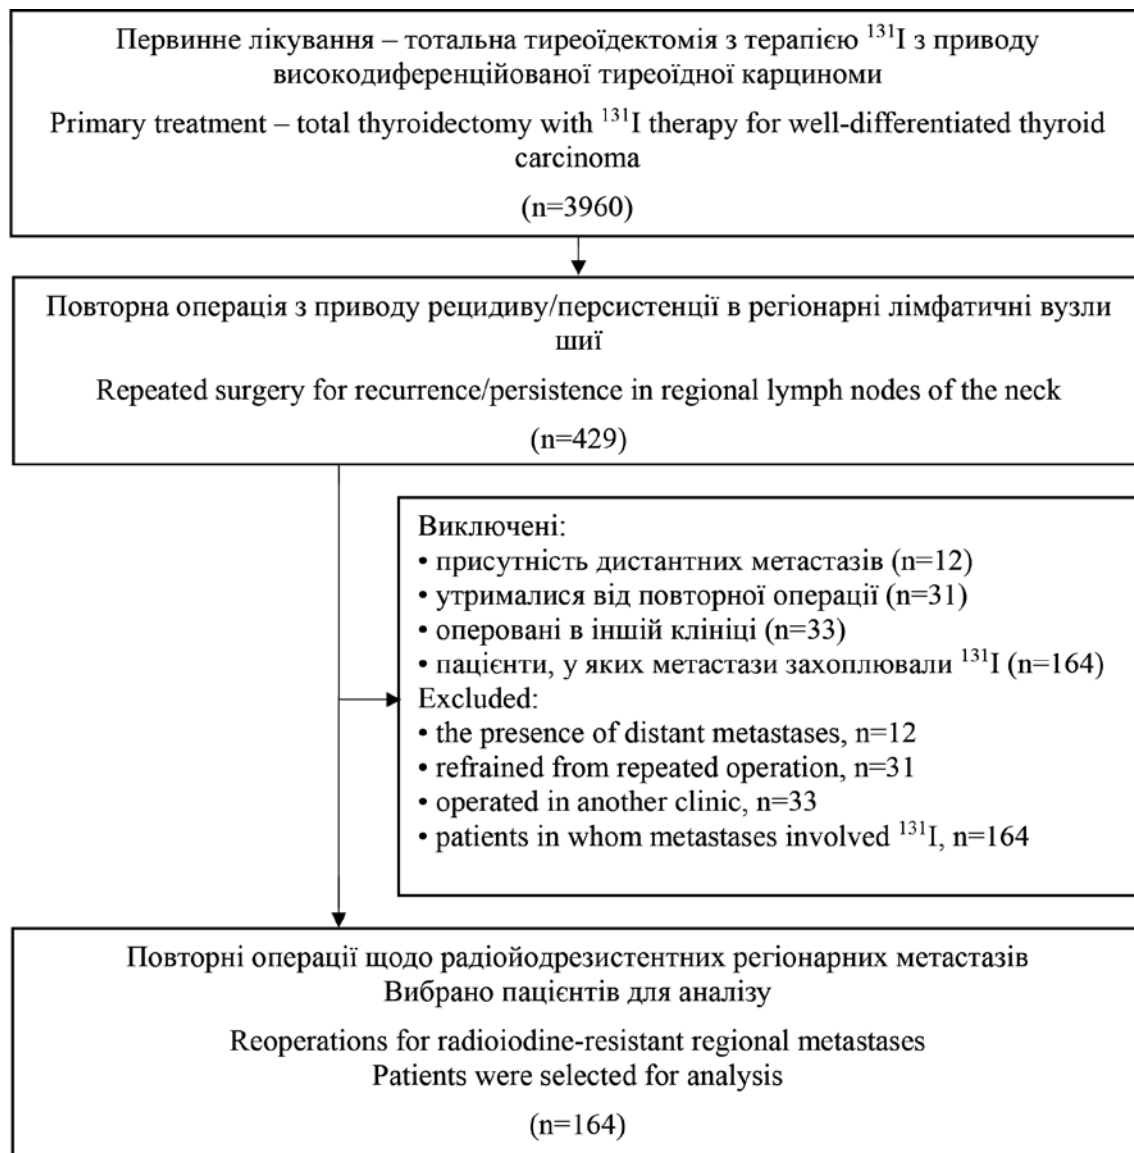 Первинне лікування – тотальна тиреоїдектомія з терапією ¹³¹I з приводу
високодиференційованої тиреоїдної карциноми
Primary treatment – total thyroidectomy with ¹³¹I therapy for well-differentiated thyroid
carcinoma
(n=3960)
Повторна операція з приводу рецидиву/персистенції в регіонарні лімфатичні вузли
шиї
Repeated surgery for recurrence/persistence in regional lymph nodes of the neck
(n=429)
Виключені:
• присутність дистантних метастазів (n=12)
• утрималися від повторної операції (n=31)
• оперовані в іншій клініці (n=33)
• пацієнти, у яких метастази захоплювали ¹³¹I (n=164)
Excluded:
• the presence of distant metastases, n=12
• refrained from repeated operation, n=31
• operated in another clinic, n=33
• patients in whom metastases involved ¹³¹I, n=164
Повторні операції щодо радіойодрезистентних регіонарних метастазів
Вибрано пацієнтів для аналізу
Reoperations for radioiodine-resistant regional metastases
Patients were selected for analysis
(n=164)